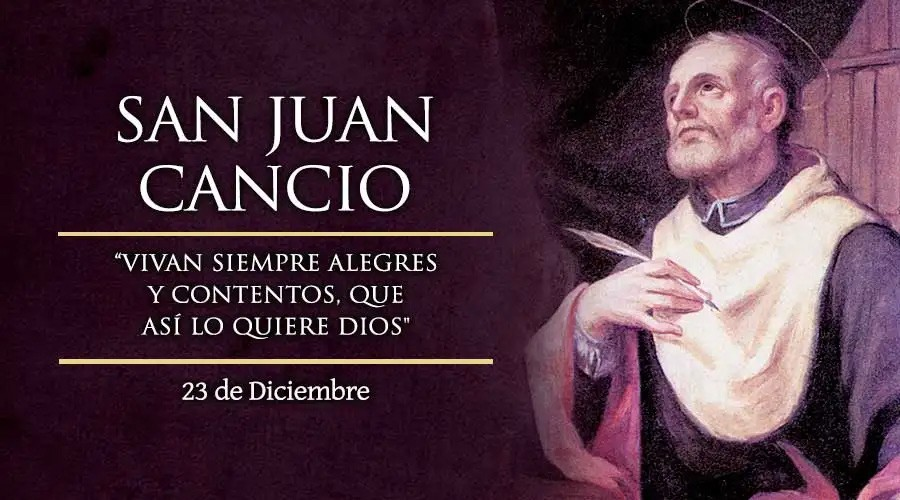 SAN JUAN
CANCIO
“VIVAN SIEMPRE ALEGRES
Y CONTENTOS, QUE
ASÍ LO QUIERE DIOS"
23 de Diciembre